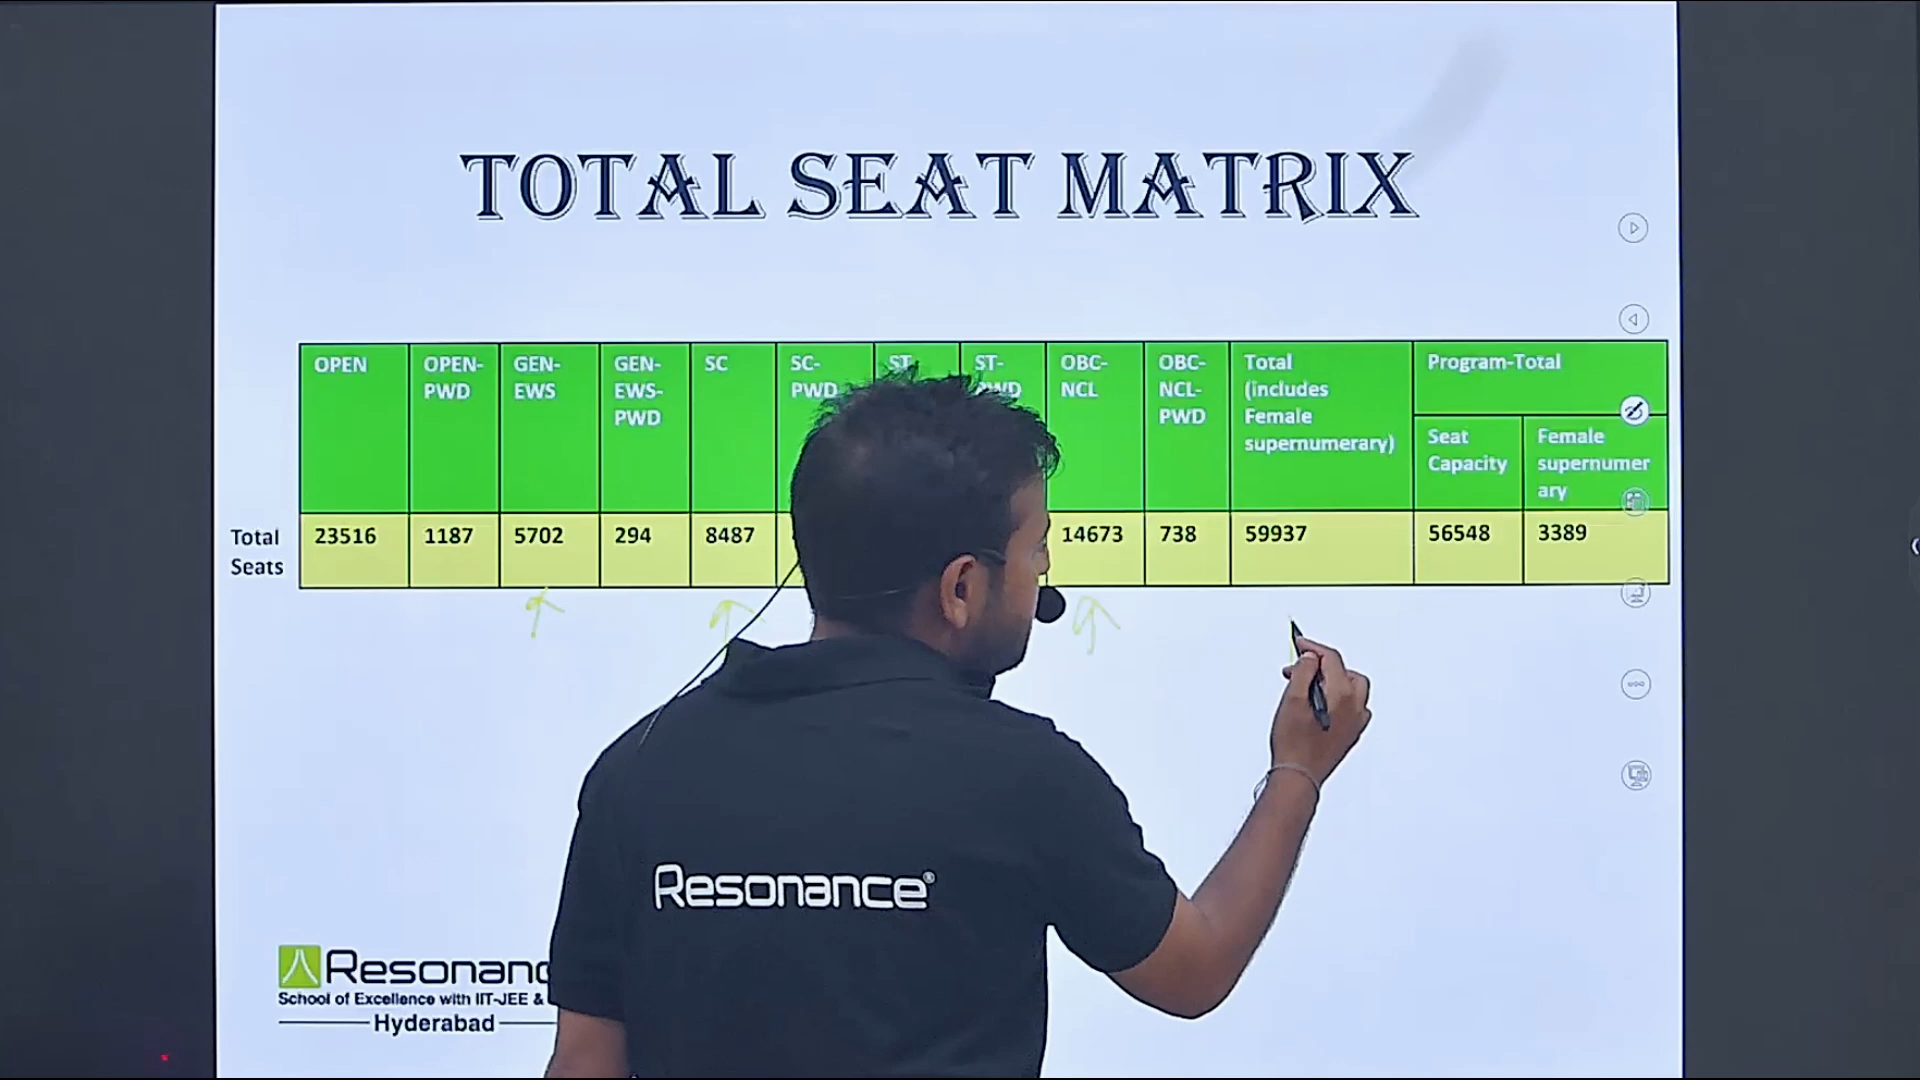 TOTAL SEAT MATRIX
OPEN
OPEN-
PWD
GEN-
EWS
GEN-
EWS-
PWD
SC
SC-
PWD
ST
ST-
OBC-
NCL
OBC-
NCL-
PWD
Total
(includes
Female
supernumerary)
Program-Total
Seat
Capacity
Female
supernumer
ary
Total
Seats
23516
1187
5702
294
8487
14673
738
59937
56548
3389
Resonance®
School of Excellence with IIT-JEE &
Hyderabad